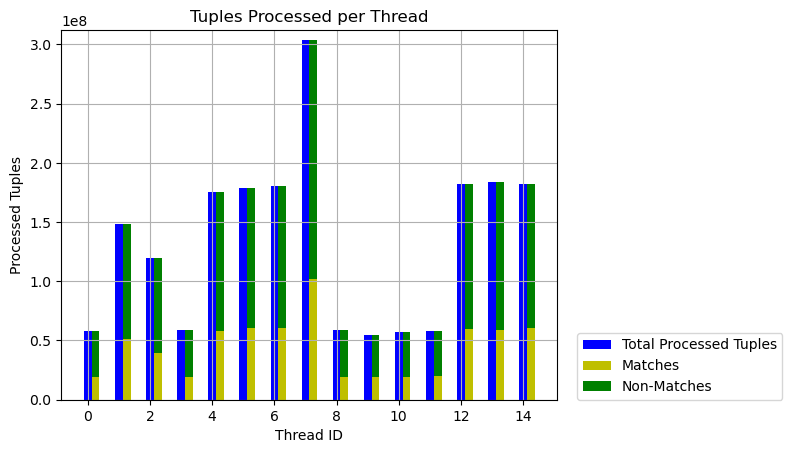 Tuples Processed per Thread
1e8
3.0
2.5
2.0
1.5
1.0
0.5
0.0
Processed Tuples
0 2 4 6 8 10 12 14
Thread ID
Total Processed Tuples
Matches
Non-Matches